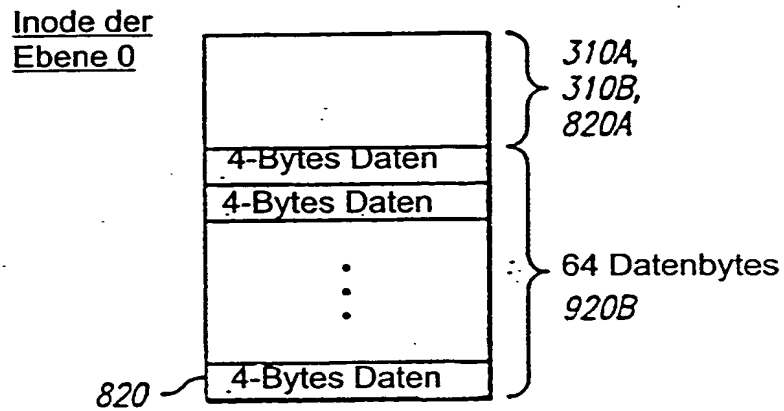 Inode der
Ebene 0
310A,
310B,
820A
4-Bytes Daten
4-Bytes Daten
64 Datenbytes
920B
4-Bytes Daten
820